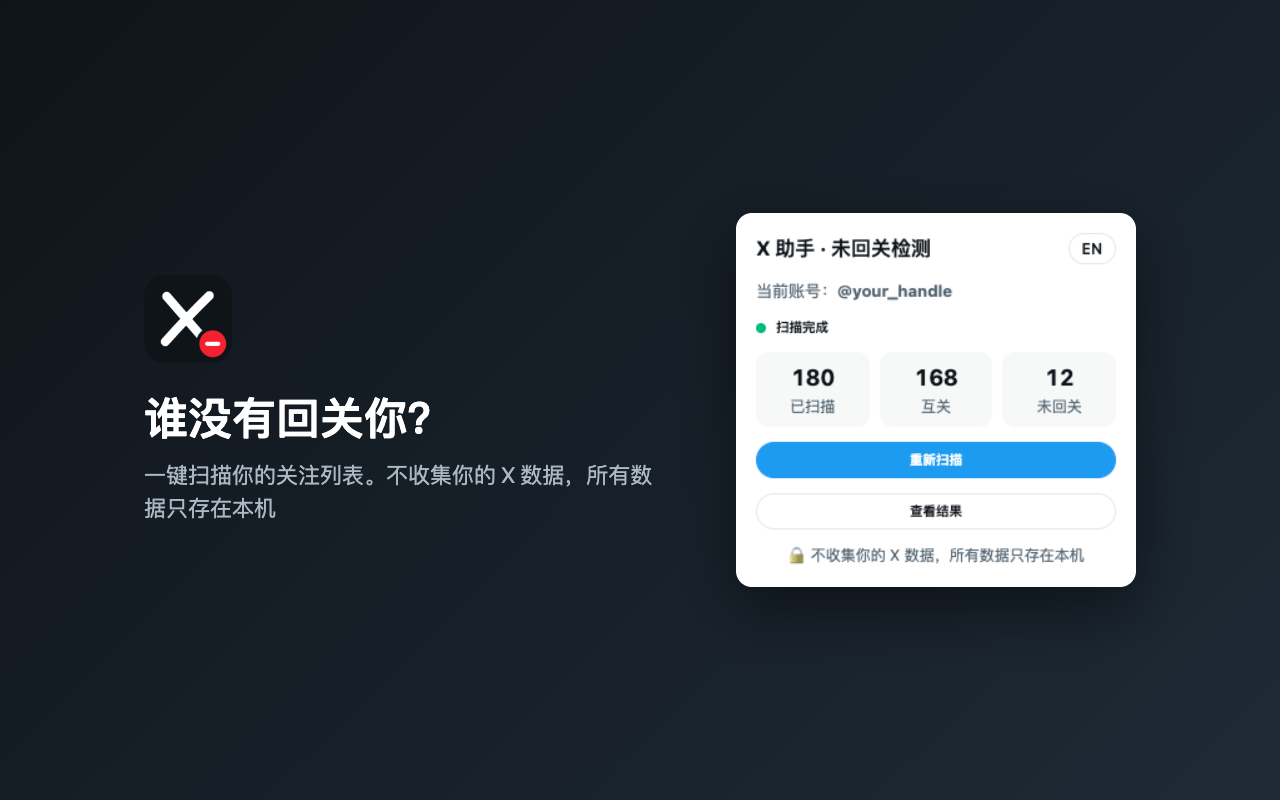 谁没有回关你?
一键扫描你的关注列表。不收集你的 X 数据，所有数
据只存在本机
X 助手 · 未回关检测
EN
当前账号：@your_handle
扫描完成
180
已扫描
168
互关
12
未回关
重新扫描
查看结果
🔒 不收集你的 X 数据，所有数据只存在本机